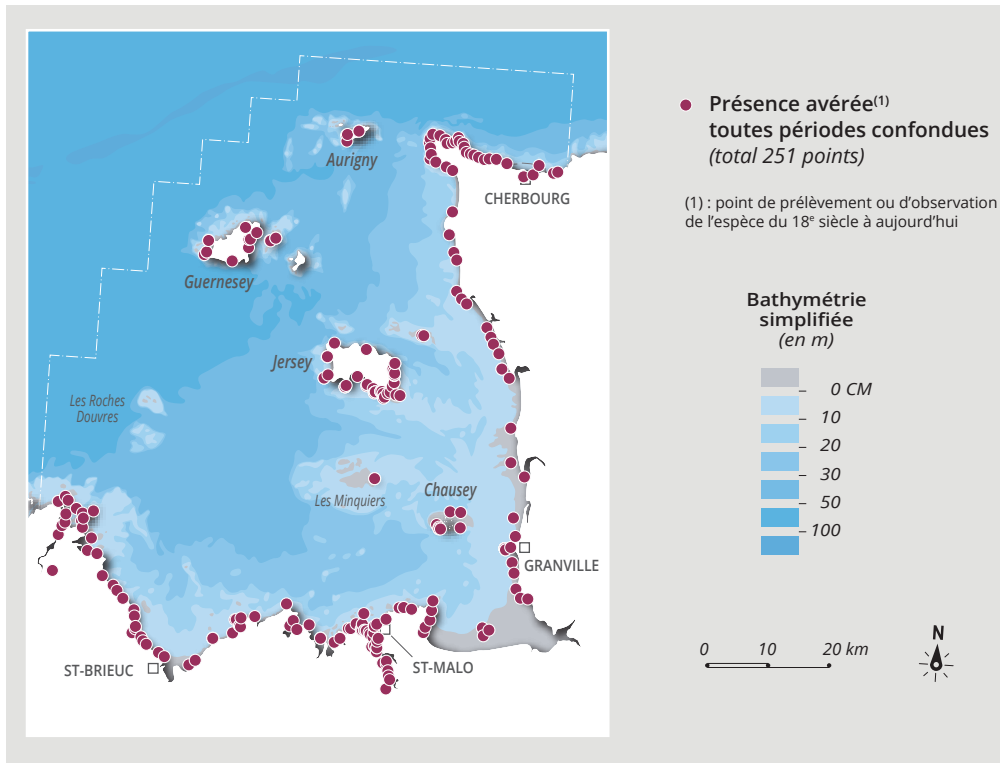 Aurigny
CHERBOURG
Guernesey
Jersey
Les Roches
Douvres
Les Minquiers
Chausey
GRANVILLE
ST-BRIEUC
ST-MALO
Présence avérée(1)
toutes périodes confondues
(total 251 points)
(1) : point de prélèvement ou d'observation
de l'espèce du 18e siècle à aujourd'hui
Bathymétrie
simplifiée
(en m)
0 CM
10
20
30
50
100
0 10 20 km
N